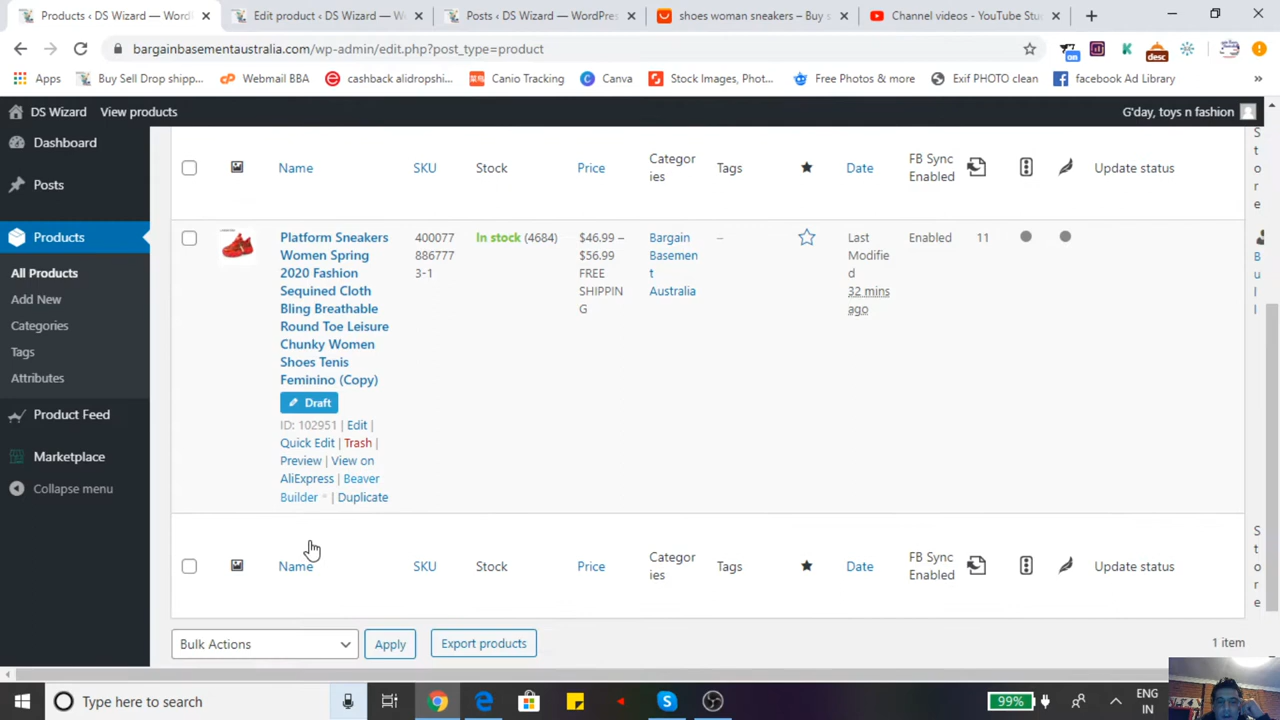 Products ‹ DS Wizard — Word
Edit product ‹ DS Wizard — W
Posts ‹ DS Wizard — WordPres
shoes woman sneakers – Buy s
Channel videos - YouTube Stu
bargainbasementaustralia.com/wp-admin/edit.php?post_type=product
on
desc
Apps
Buy Sell Drop shipp...
Webmail BBA
cashback alidropshi...
Canio Tracking
Canva
Stock Images, Phot...
Free Photos & more
Exif PHOTO clean
facebook Ad Library
»
DS Wizard
View products
G'day, toys n fashion
Dashboard
Posts
Products
All Products
Add New
Categories
Tags
Attributes
Product Feed
Marketplace
Collapse menu
Name
SKU
Stock
Price
Categor
ies
Tags
Date
FB Sync
Enabled
Update status
S
t
o
r
e
Platform Sneakers
Women Spring
2020 Fashion
Sequined Cloth
Bling Breathable
Round Toe Leisure
Chunky Women
Shoes Tenis
Feminino (Copy)
Draft
ID: 102951 | Edit |
Quick Edit | Trash |
Preview | View on
AliExpress | Beaver
Builder | Duplicate
400077
886777
3-1
In stock (4684)
$46.99 –
$56.99
FREE
SHIPPIN
G
Bargain
Basemen
t
Australia
–
Last
Modifie
d
32 mins
ago
Enabled
11
B
u
l
l
Name
SKU
Stock
Price
Categor
ies
Tags
Date
FB Sync
Enabled
Update status
S
t
o
r
e
Bulk Actions
Apply
Export products
1 item
Type here to search
99%
ENG
IN